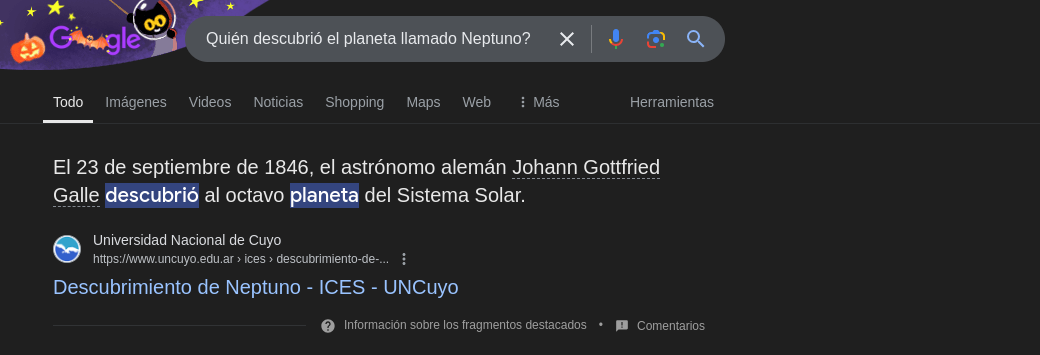 Google
Quién descubrió el planeta llamado Neptuno?
Todo Imágenes Videos Noticias Shopping Maps Web Más Herramientas
El 23 de septiembre de 1846, el astrónomo alemán Johann Gottfried
Galle descubrió al octavo planeta del Sistema Solar.
Universidad Nacional de Cuyo
https://www.uncuyo.edu.ar › ices › descubrimiento-de-...
Descubrimiento de Neptuno - ICES - UNCuyo
Información sobre los fragmentos destacados • Comentarios